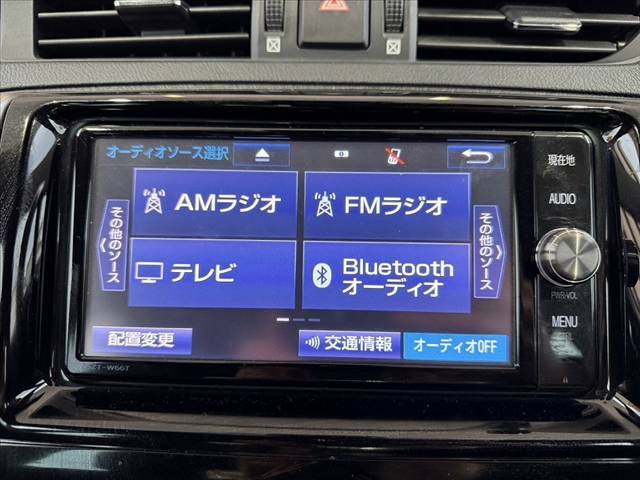 オーディオソース選択
現在地
AMラジオ
FMラジオ
AUDIO
その他のソース
その他のソース
テレビ
Bluetooth
オーディオ
PWR•VOL
MENU
配置変更
交通情報
オーディオOFF
NSZT-W66T